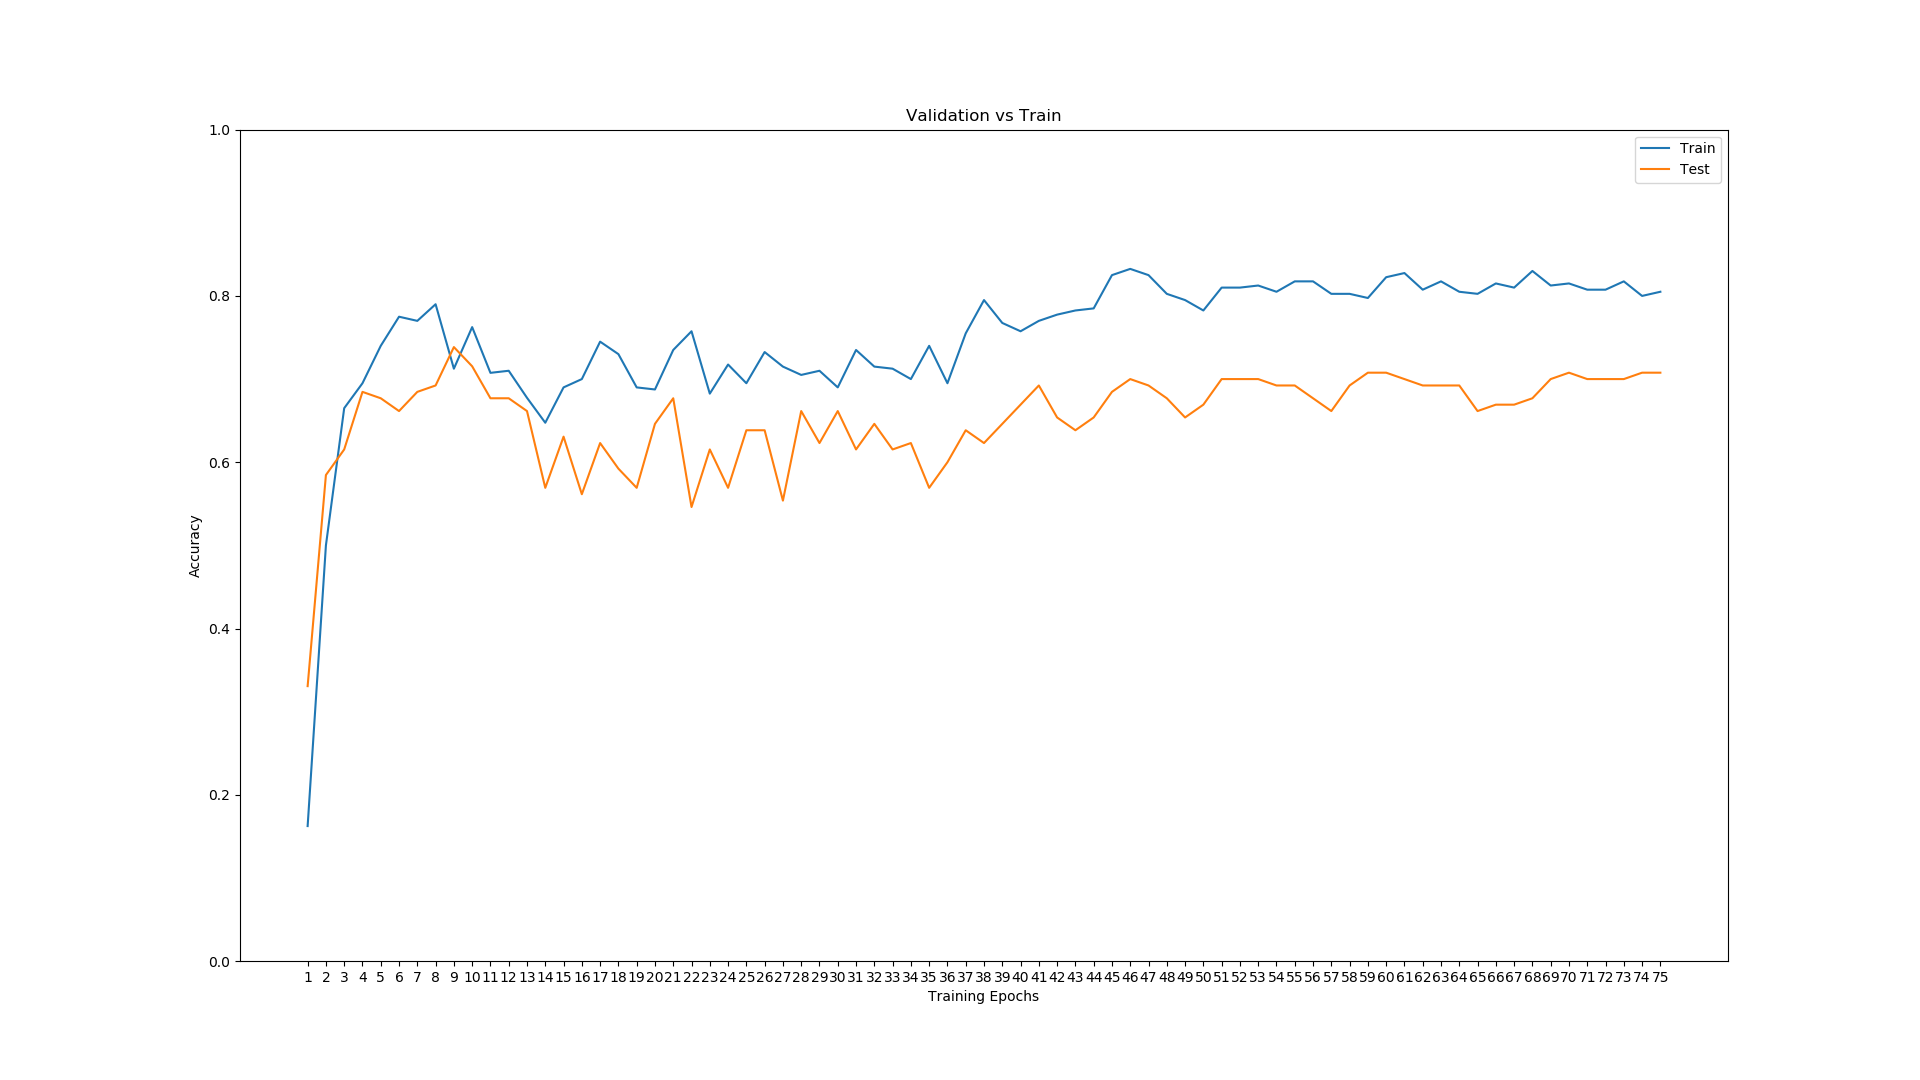 Validation vs Train
1.0
Train
Test
0.8
0.6
Accuracy
0.4
0.2
0.0
1 2 3 4 5 6 7 8 9 10 11 12 13 14 15 16 17 18 19 20 21 22 23 24 25 26 27 28 29 30 31 32 33 34 35 36 37 38 39 40 41 42 43 44 45 46 47 48 49 50 51 52 53 54 55 56 57 58 59 60 61 62 63 64 65 66 67 68 69 70 71 72 73 74 75
Training Epochs